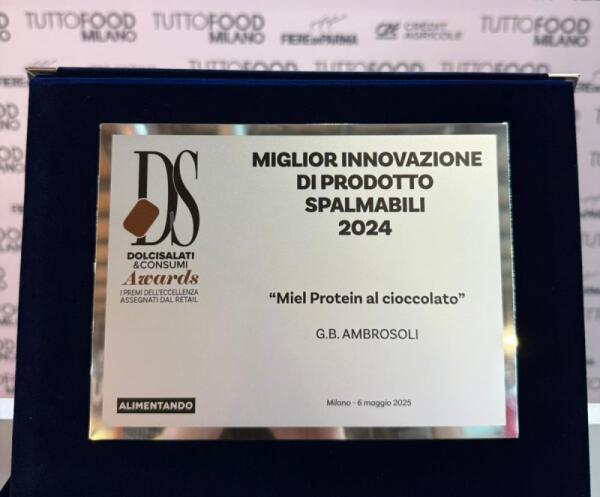 TUTTOFOOD MILANO
TUTTOFOOD MILANO
FIERE DI PARMA
CRÉDIT AGRICOLE
TUTTOFOOD MILANO
DS
DOLCISALATI
&CONSUMI
Awards
I PREMI DELL'ECCELLENZA
ASSEGNATI DAL RETAIL
ALIMENTANDO
MIGLIOR INNOVAZIONE
DI PRODOTTO
SPALMABILI
2024
“Miel Protein al cioccolato”
G.B. AMBROSOLI
Milano - 6 maggio 2025